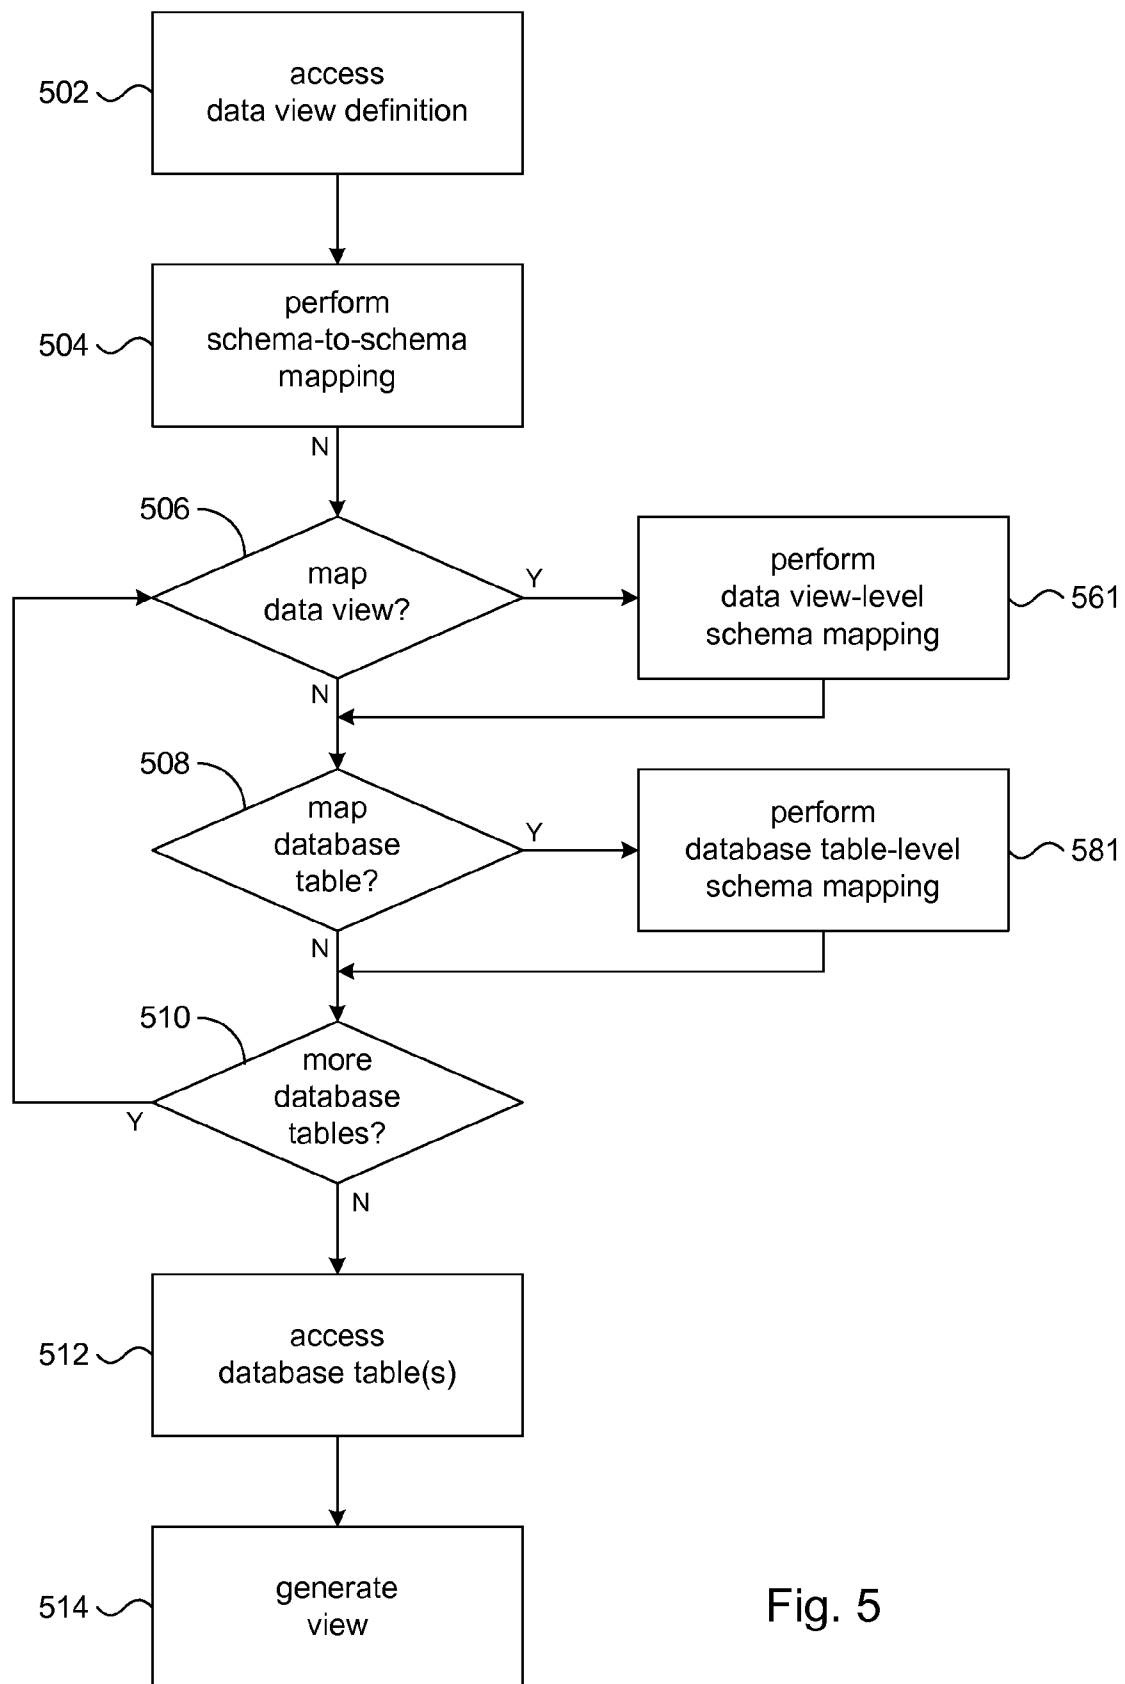 access
data view definition
502
perform
schema-to-schema
mapping
504
N
506
map
data view?
Y
perform
data view-level
schema mapping
561
N
508
map
database
table?
Y
perform
database table-level
schema mapping
581
N
510
more
database
tables?
Y
N
access
database table(s)
512
generate
view
514
Fig. 5